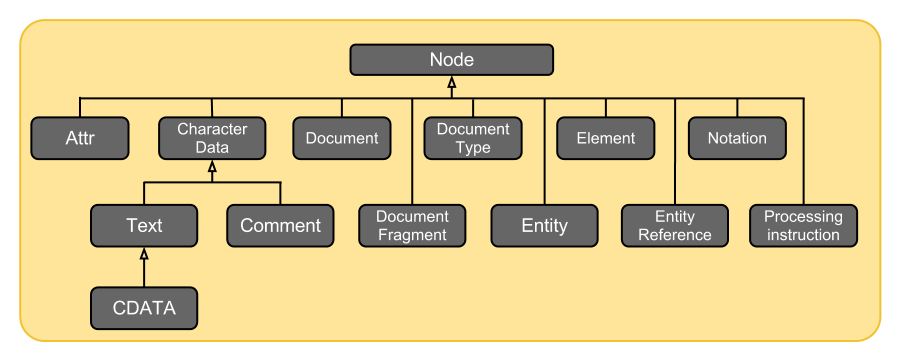 Node
Attr
Character
Data
Document
Document
Type
Element
Notation
Text
Comment
Document
Fragment
Entity
Entity
Reference
Processing
instruction
CDATA